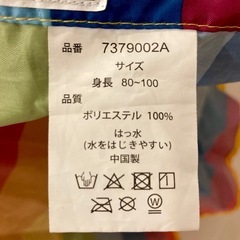 品番 7379002A
サイズ
身長 80~100
品質
ポリエステル 100%
はっ水
(水をはじきやすい)
中国製